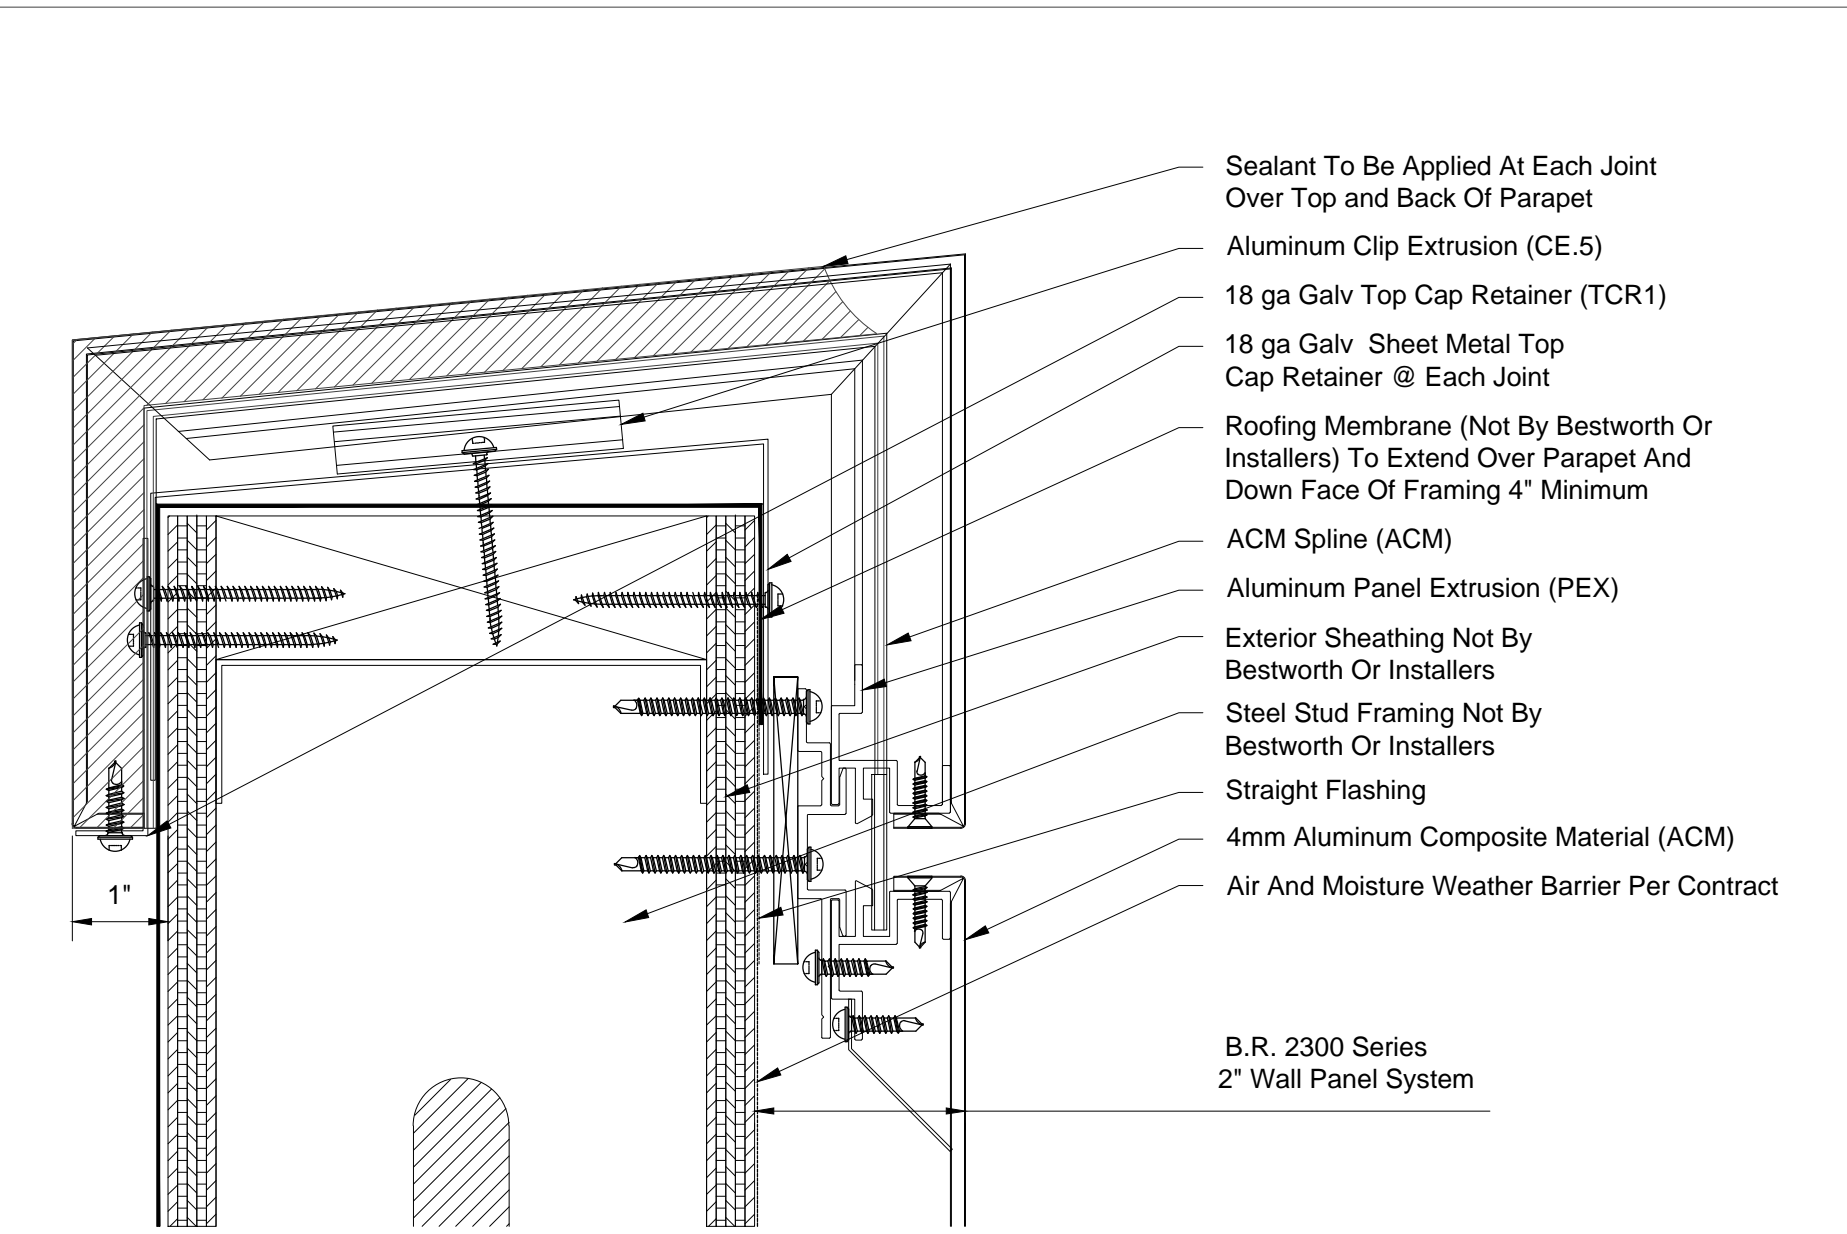 Sealant To Be Applied At Each Joint
Over Top and Back Of Parapet
Aluminum Clip Extrusion (CE.5)
18 ga Galv Top Cap Retainer (TCR1)
18 ga Galv  Sheet Metal Top
Cap Retainer @ Each Joint
Roofing Membrane (Not By Bestworth Or
Installers) To Extend Over Parapet And
Down Face Of Framing 4" Minimum
ACM Spline (ACM)
Aluminum Panel Extrusion (PEX)
Exterior Sheathing Not By
Bestworth Or Installers
Steel Stud Framing Not By
Bestworth Or Installers
Straight Flashing
4mm Aluminum Composite Material (ACM)
Air And Moisture Weather Barrier Per Contract
1"
B.R. 2300 Series
2" Wall Panel System